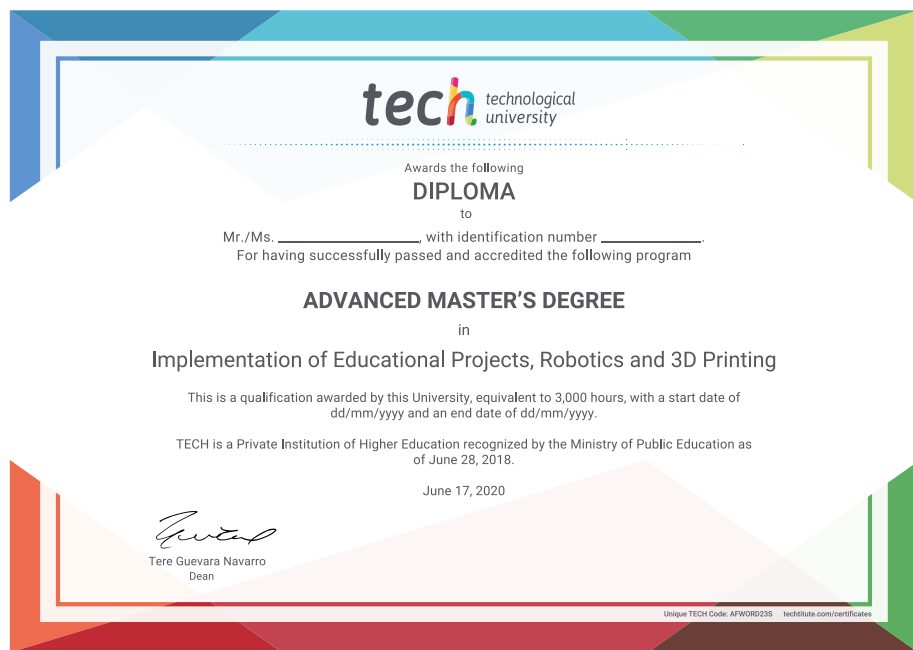 tech technological
university
Awards the following
DIPLOMA
to
Mr./Ms. ____________________, with identification number ______________.
For having successfully passed and accredited the following program
ADVANCED MASTER'S DEGREE
in
Implementation of Educational Projects, Robotics and 3D Printing
This is a qualification awarded by this University, equivalent to 3,000 hours, with a start date of
dd/mm/yyyy and an end date of dd/mm/yyyy.
TECH is a Private Institution of Higher Education recognized by the Ministry of Public Education as
of June 28, 2018.
June 17, 2020
Tere Guevara Navarro
Dean
Unique TECH Code: AFWORD23S techtitute.com/certificates